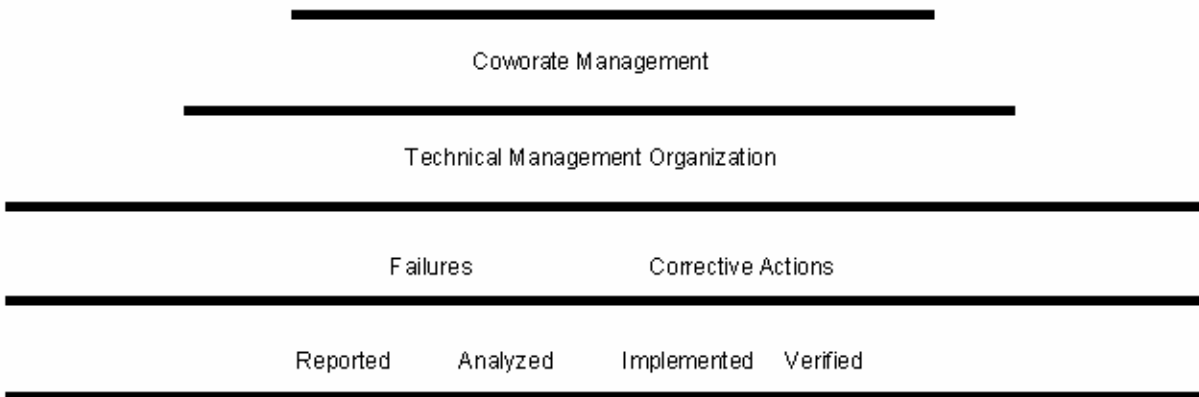 Coworate Management
Technical Management Organization
Failures Corrective Actions
Reported Analyzed Implemented Verified